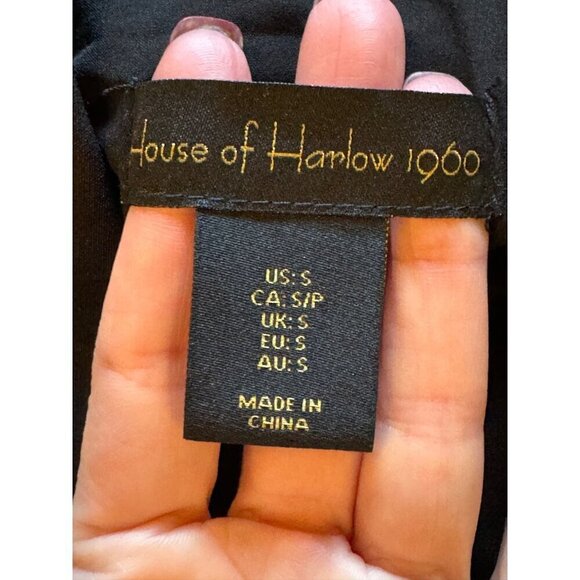 House of Harlow 1960
US: S
CA: S/P
UK: S
EU: S
AU: S
MADE IN
CHINA